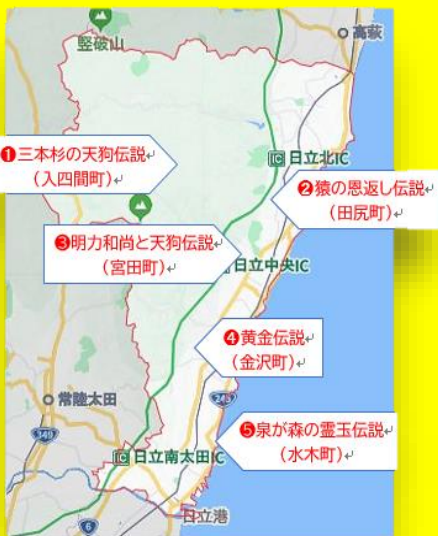 竪破山
高萩
❶三本杉の天狗伝説↵
（入四間町）↵
IC 日立北IC
❷猿の恩返し伝説↵
（田尻町）↵
❸明力和尚と天狗伝説↵
（宮田町）↵
日立中央IC
❹黄金伝説↵
（金沢町）↵
245
常陸太田
❺泉が森の霊玉伝説↵
（水木町）↵
349
IC 日立南太田IC
日立港
6